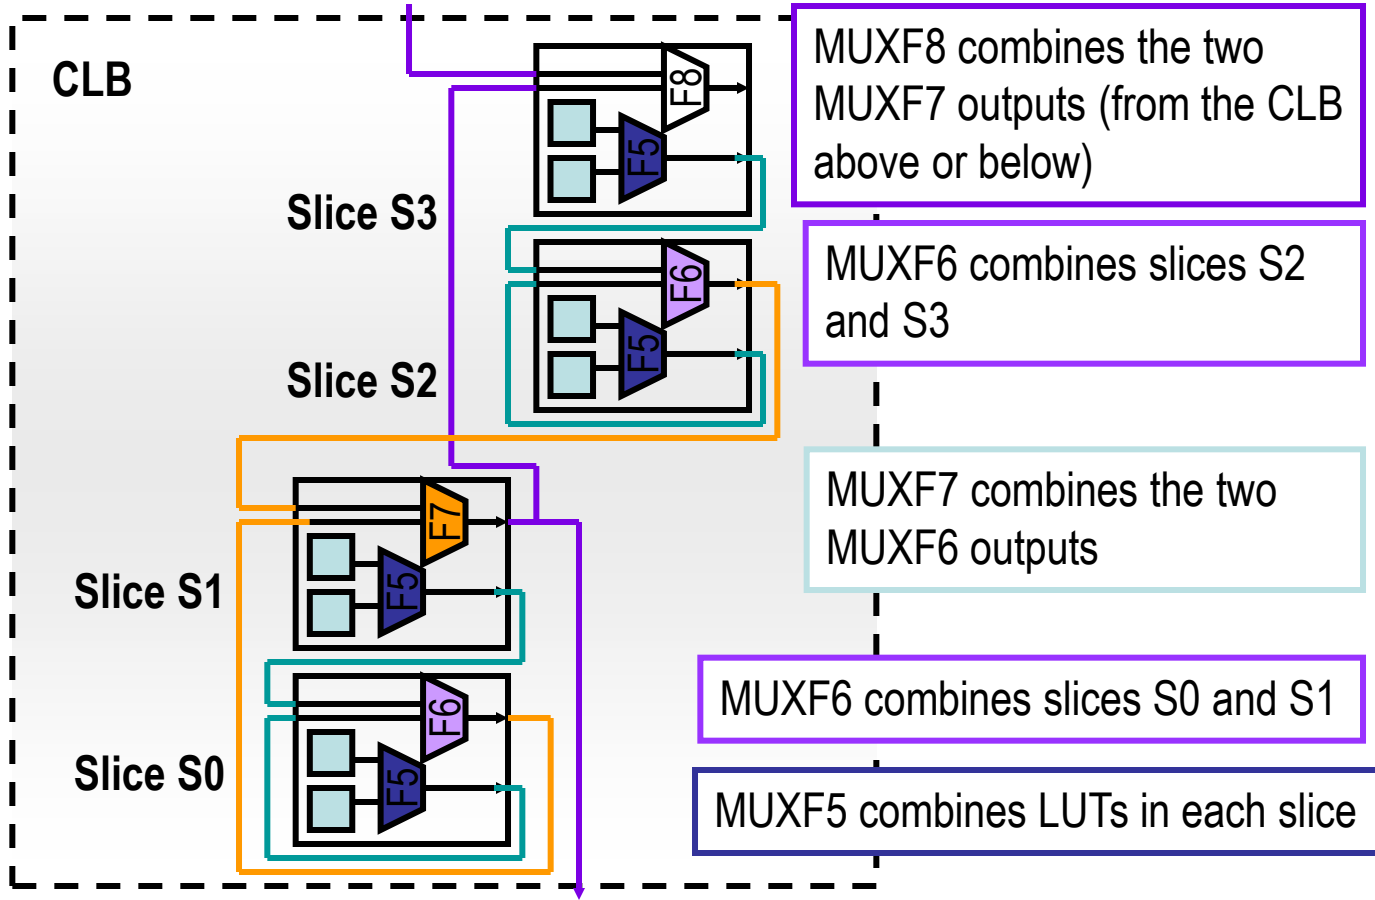 CLB
F8
F5
Slice S3
F6
F5
Slice S2
F7
F5
Slice S1
F6
F5
Slice S0
MUXF8 combines the two
MUXF7 outputs (from the CLB
above or below)
MUXF6 combines slices S2
and S3
MUXF7 combines the two
MUXF6 outputs
MUXF6 combines slices S0 and S1
MUXF5 combines LUTs in each slice